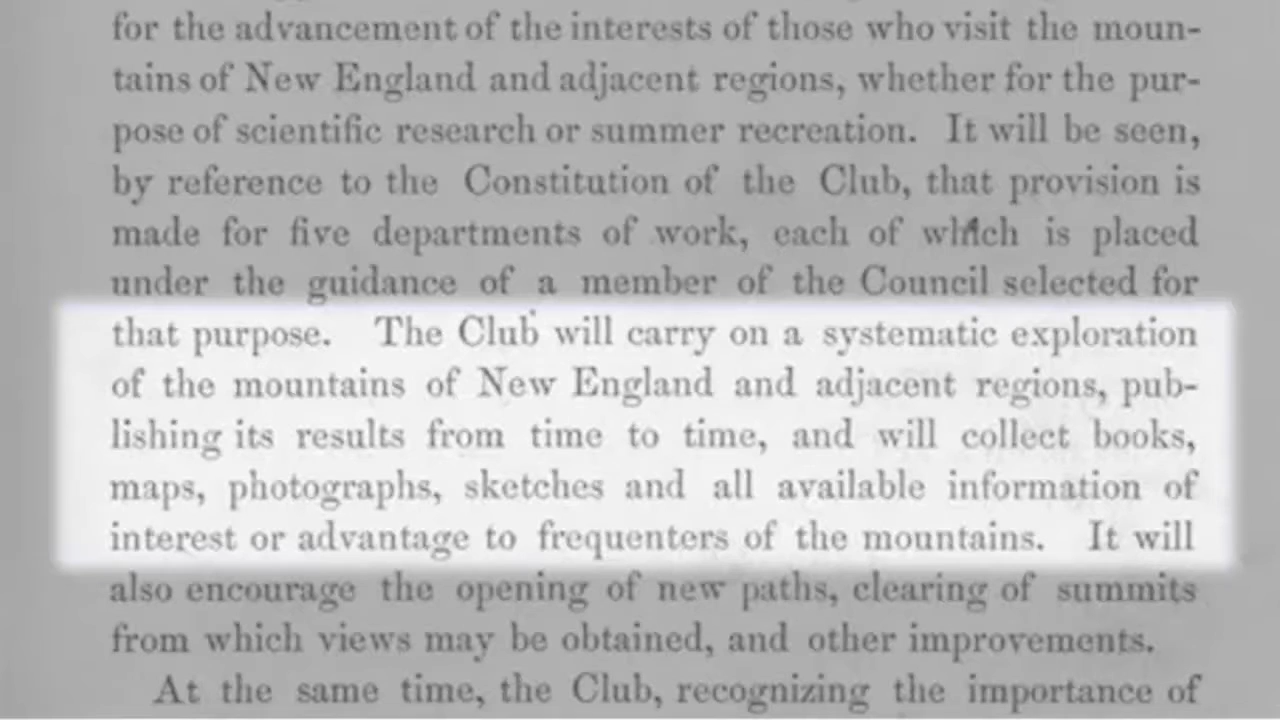 for the advancement of the interests of those who visit the moun-
tains of New England and adjacent regions, whether for the pur-
pose of scientific research or summer recreation. It will be seen,
by reference to the Constitution of the Club, that provision is
made for five departments of work, each of which is placed
under the guidance of a member of the Council selected for
that purpose. The Club will carry on a systematic exploration
of the mountains of New England and adjacent regions, pub-
lishing its results from time to time, and will collect books,
maps, photographs, sketches and all available information of
interest or advantage to frequenters of the mountains. It will
also encourage the opening of new paths, clearing of summits
from which views may be obtained, and other improvements.
At the same time, the Club, recognizing the importance of